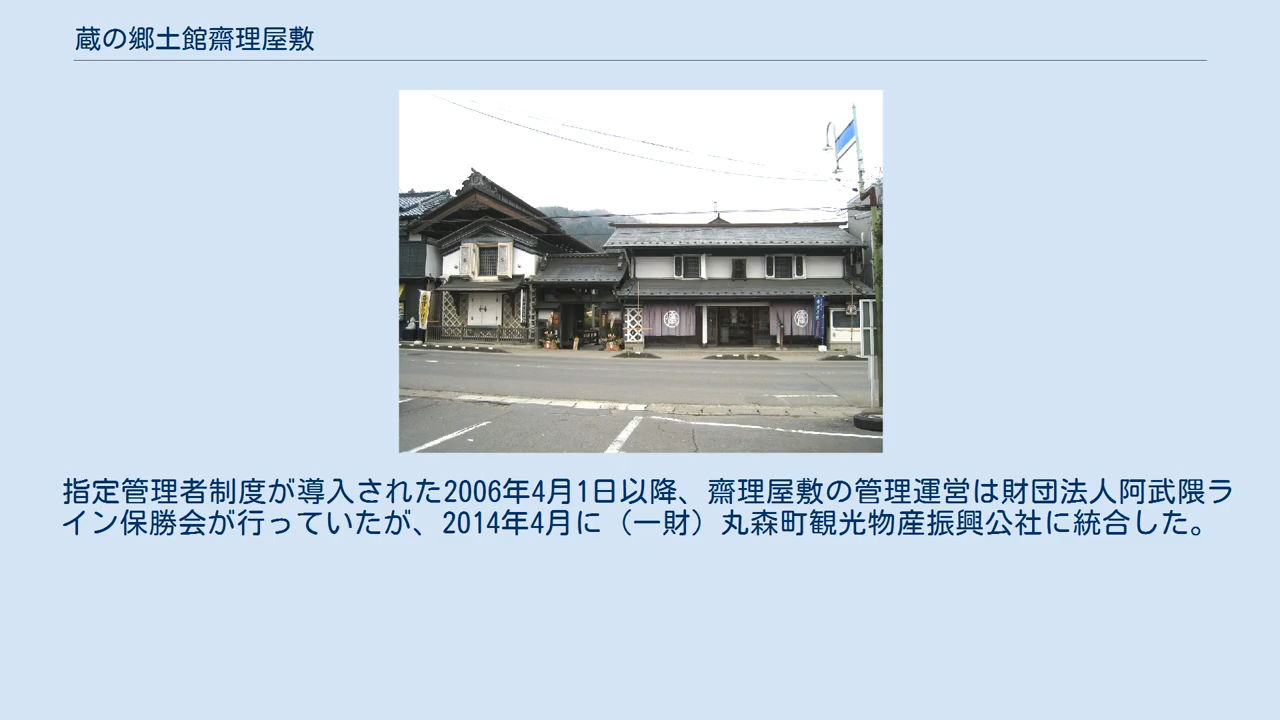 蔵の郷土館齋理屋敷
指定管理者制度が導入された2006年4月1日以降、齋理屋敷の管理運営は財団法人阿武隈ラ
イン保勝会が行っていたが、2014年4月に（一財）丸森町観光物産振興公社に統合した。